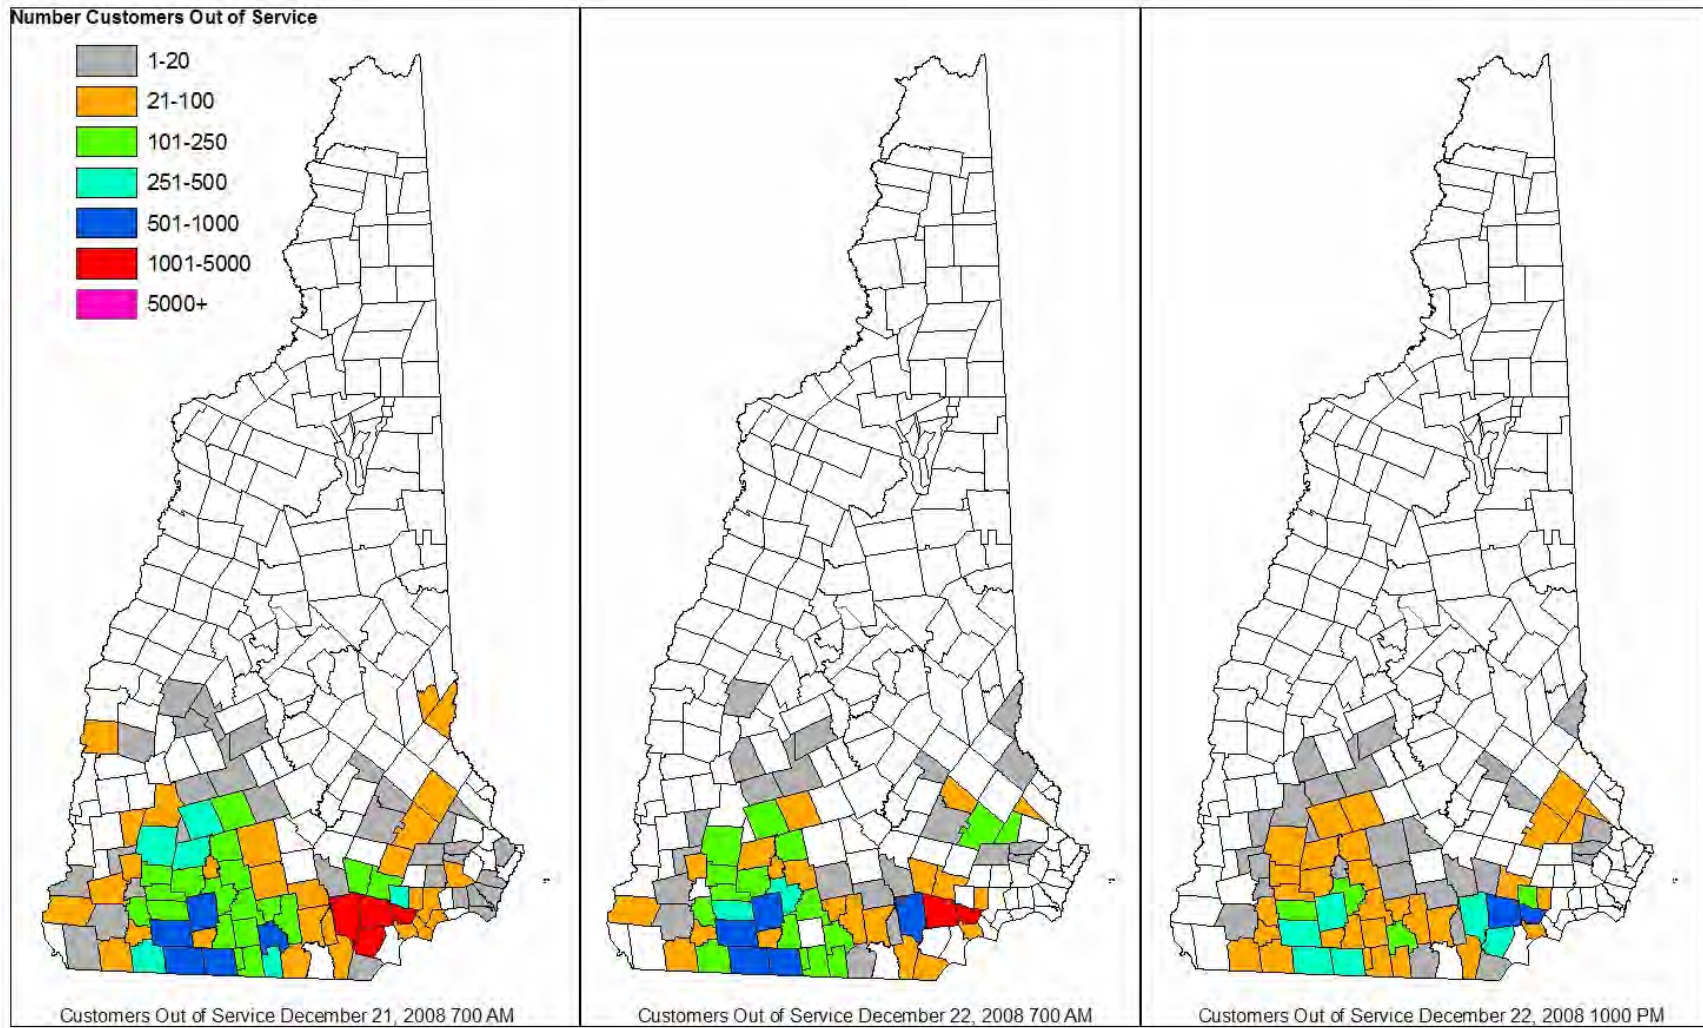 Number Customers Out of Service
1-20
21-100
101-250
251-500
501-1000
1001-5000
5000+
Customers Out of Service December 21, 2008 700 AM
Customers Out of Service December 22, 2008 700 AM
Customers Out of Service December 22, 2008 1000 PM